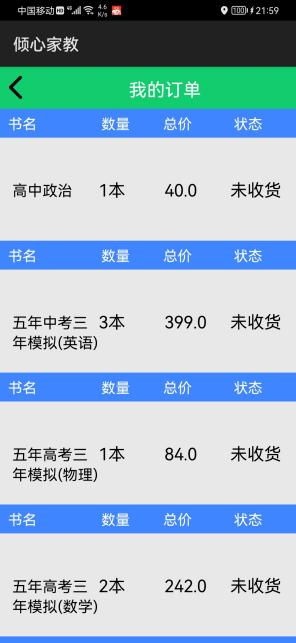 中国移动 HD 4G 4.6 K/s 100 21:59
倾心家教
我的订单
书名 数量 总价 状态
高中政治 1本 40.0 未收货
书名 数量 总价 状态
五年中考三 3本 399.0 未收货
年模拟(英语)
书名 数量 总价 状态
五年高考三 1本 84.0 未收货
年模拟(物理)
书名 数量 总价 状态
五年高考三 2本 242.0 未收货
年模拟(数学)